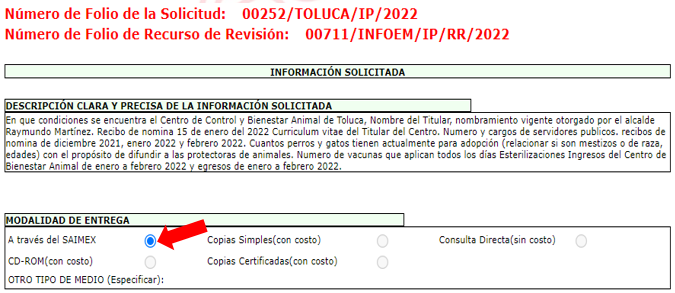 Número de Folio de la Solicitud: 00252/TOLUCA/IP/2022
Número de Folio de Recurso de Revisión: 00711/INFOEM/IP/RR/2022
INFORMACIÓN SOLICITADA
DESCRIPCIÓN CLARA Y PRECISA DE LA INFORMACIÓN SOLICITADA
En que condiciones se encuentra el Centro de Control y Bienestar Animal de Toluca, Nombre del Titular, nombramiento vigente otorgado por el alcalde
Raymundo Martínez. Recibo de nomina 15 de enero del 2022 Curriculum vitae del Titular del Centro. Numero y cargos de servidores publicos. recibos de
nomina de diciembre 2021, enero 2022 y febrero 2022. Cuantos perros y gatos tienen actualmente para adopción (relacionar si son mestizos o de raza,
edades) con el propósito de difundir a las protectoras de animales. Numero de vacunas que aplican todos los días Esterilizaciones Ingresos del Centro de
Bienestar Animal de enero a febrero 2022 y egresos de enero a febrero 2022.
MODALIDAD DE ENTREGA
A través del SAIMEX Copias Simples(con costo) Consulta Directa(sin costo)
CD-ROM(con costo) Copias Certificadas(con costo)
OTRO TIPO DE MEDIO (Especificar):